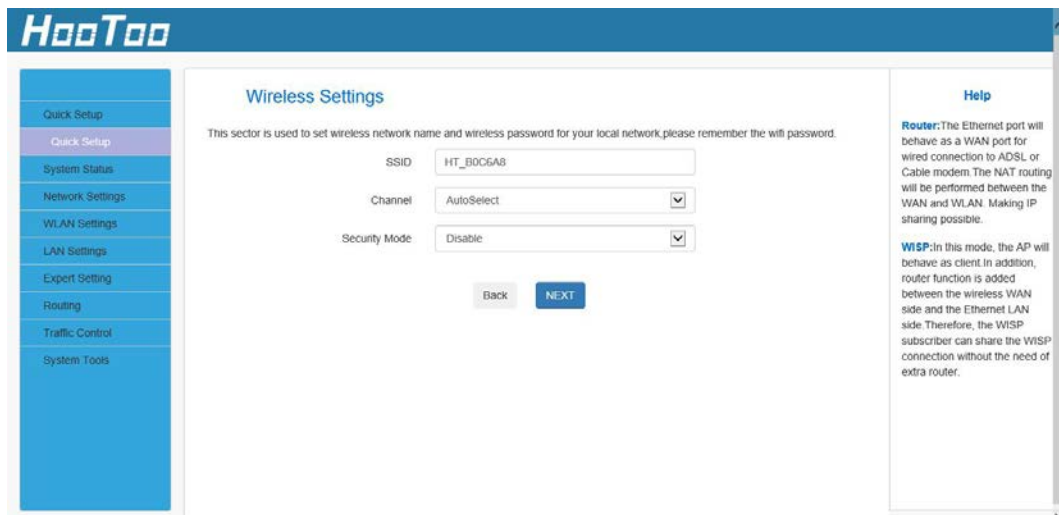 HooToo
Quick Setup
Quick Setup
System Status
Network Settings
WLAN Settings
LAN Settings
Expert Setting
Routing
Traffic Control
System Tools
Wireless Settings
This sector is used to set wireless network name and wireless password for your local network,please remember the wifi password.
SSID HT_B0C6A8
Channel AutoSelect
Security Mode Disable
Back NEXT
Help
Router:The Ethernet port will
behave as a WAN port for
wired connection to ADSL or
Cable modem.The NAT routing
will be performed between the
WAN and WLAN. Making IP
sharing possible.
WISP:In this mode, the AP will
behave as client.In addition,
router function is added
between the wireless WAN
side and the Ethernet LAN
side.Therefore, the WISP
subscriber can share the WISP
connection without the need of
extra router.